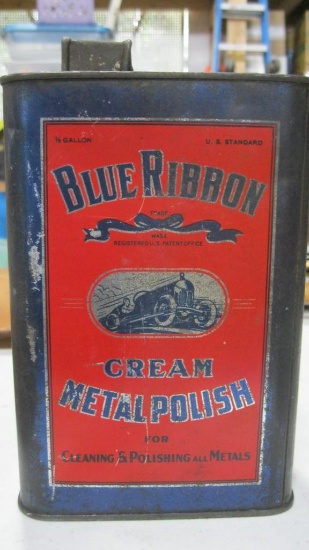 ½ GALLON U. S. STANDARD
BLUE RIBBON
TRADE
MARK
REGISTERED U.S. PATENT OFFICE
CREAM
METAL POLISH
FOR
CLEANING & POLISHING ALL METALS